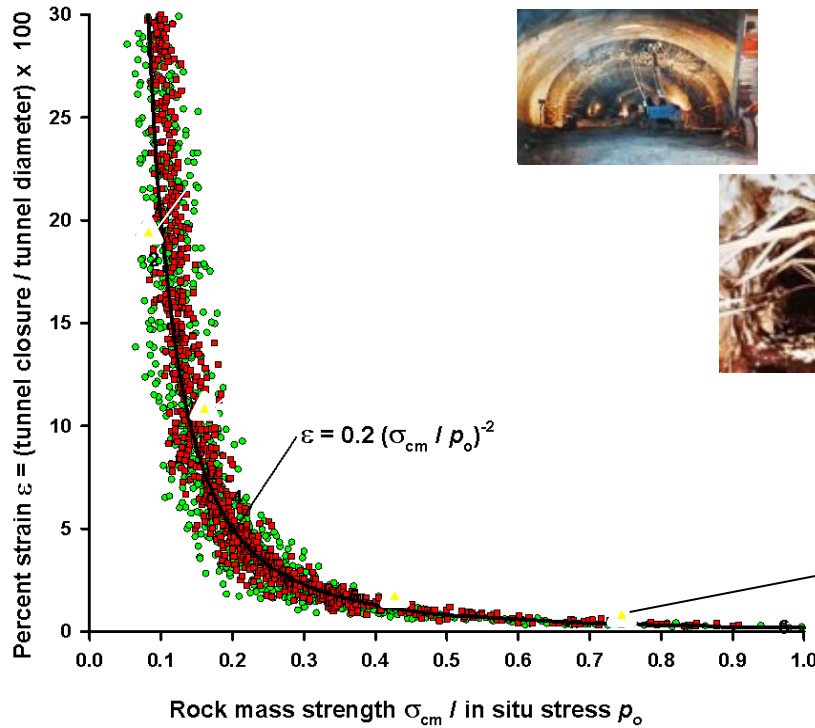 Percent strain ε = (tunnel closure / tunnel diameter) x 100
30
25
20
15
10
5
0
2
4
ε = 0.2 (σcm / po)-2
0.0 0.1 0.2 0.3 0.4 0.5 0.6 0.7 0.8 0.9 1.0
Rock mass strength σcm / in situ stress po